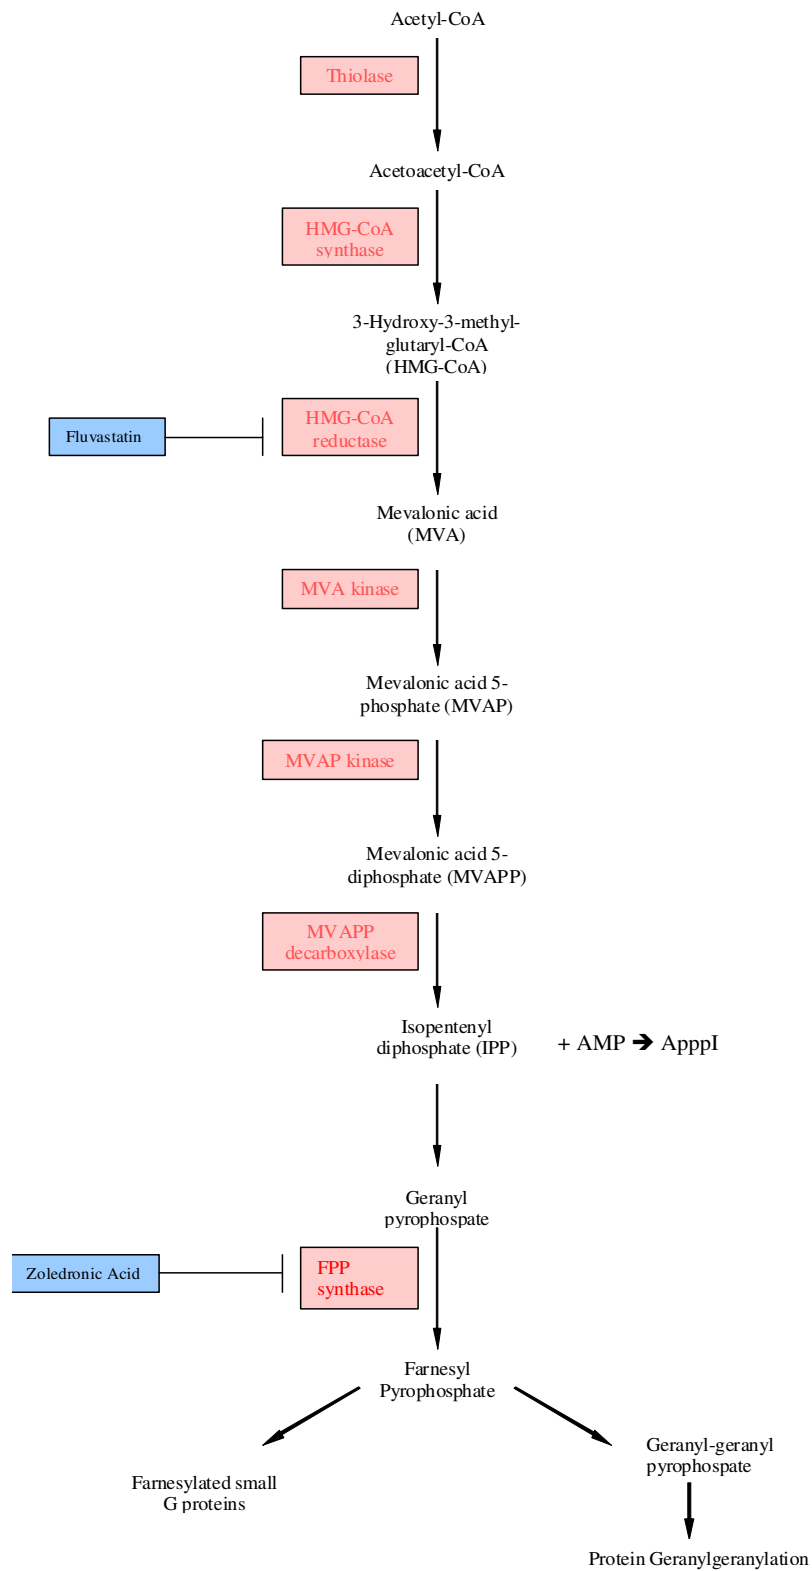 Acetyl-CoA
Thiolase
Acetoacetyl-CoA
HMG-CoA
synthase
3-Hydroxy-3-methyl-
glutaryl-CoA
(HMG-CoA)
HMG-CoA
reductase
Fluvastatin
Mevalonic acid
(MVA)
MVA kinase
Mevalonic acid 5-
phosphate (MVAP)
MVAP kinase
Mevalonic acid 5-
diphosphate (MVAPP)
MVAPP
decarboxylase
Isopentenyl
diphosphate (IPP)
+ AMP ➔ ApppI
Geranyl
pyrophospate
Zoledronic Acid
FPP
synthase
Farnesyl
Pyrophosphate
Farnesylated small
G proteins
Geranyl-geranyl
pyrophospate
Protein Geranylgeranylation